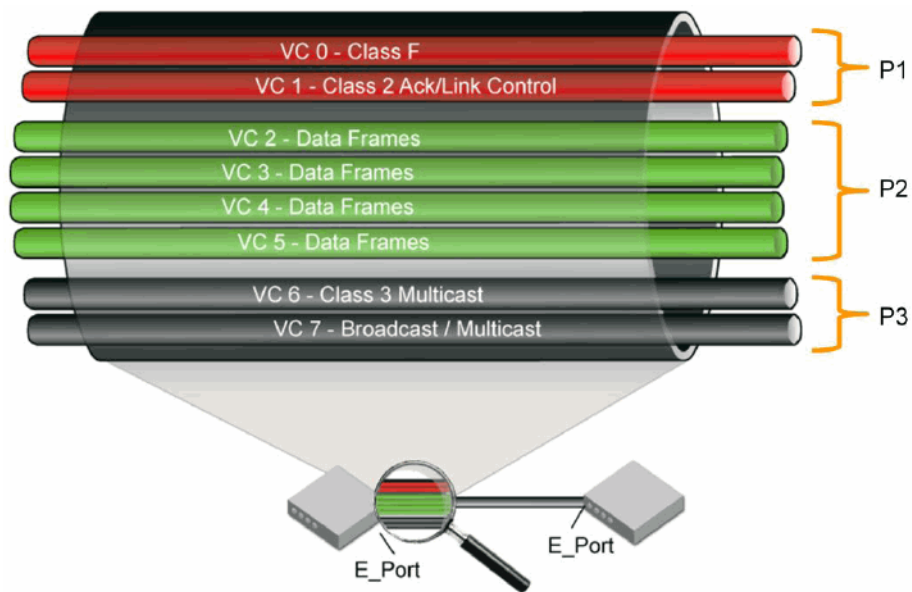 VC 0 - Class F
VC 1 - Class 2 Ack/Link Control
P1
VC 2 - Data Frames
VC 3 - Data Frames
VC 4 - Data Frames
VC 5 - Data Frames
P2
VC 6 - Class 3 Multicast
VC 7 - Broadcast / Multicast
P3
E_Port
E_Port